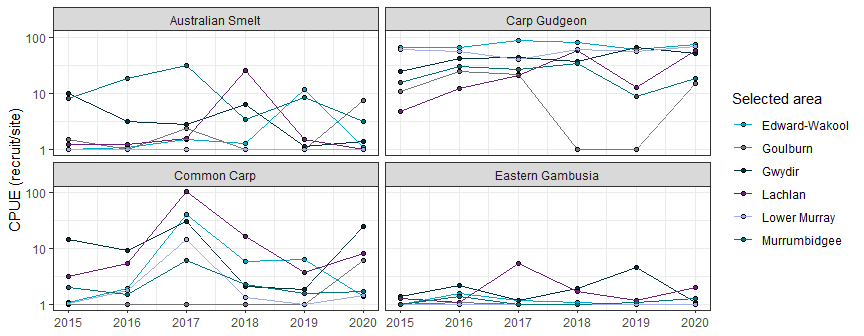 Australian Smelt
Carp Gudgeon
100
10
1
Common Carp
Eastern Gambusia
100
10
1
CPUE (recruit/site)
2015 2016 2017 2018 2019 2020
2015 2016 2017 2018 2019 2020
Selected area
Edward-Wakool
Goulburn
Gwydir
Lachlan
Lower Murray
Murrumbidgee